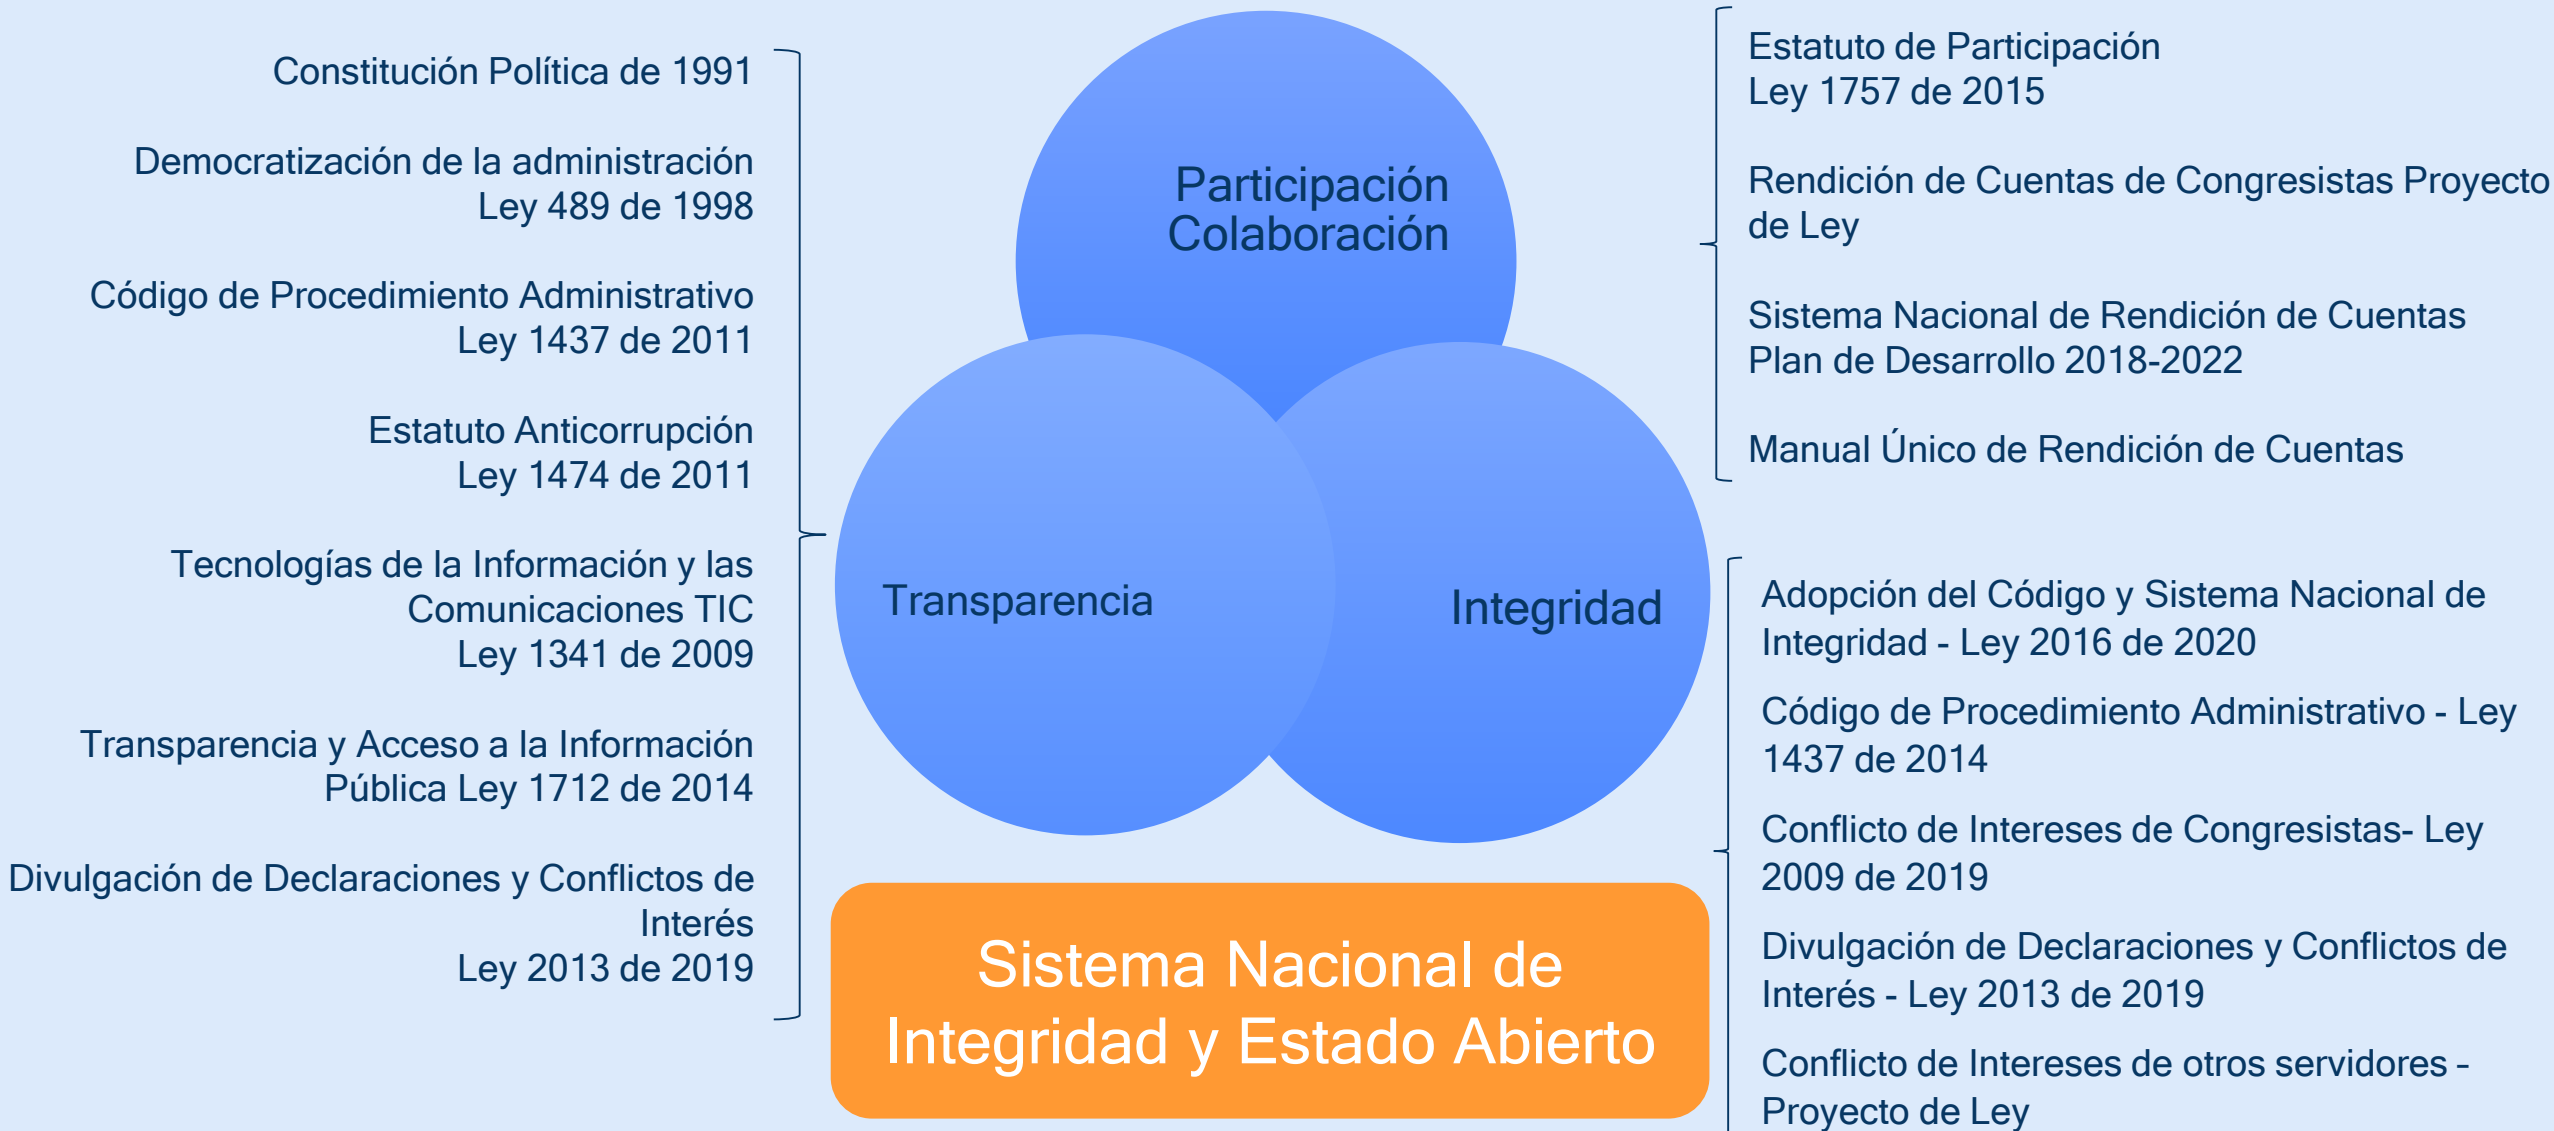 Constitución Política de 1991
Democratización de la administración
Ley 489 de 1998
Código de Procedimiento Administrativo
Ley 1437 de 2011
Estatuto Anticorrupción
Ley 1474 de 2011
Tecnologías de la Información y las
Comunicaciones TIC
Ley 1341 de 2009
Transparencia y Acceso a la Información
Pública Ley 1712 de 2014
Divulgación de Declaraciones y Conflictos de
Interés
Ley 2013 de 2019
Participación
Colaboración
Transparencia
Integridad
Sistema Nacional de
Integridad y Estado Abierto
Estatuto de Participación
Ley 1757 de 2015
Rendición de Cuentas de Congresistas Proyecto
de Ley
Sistema Nacional de Rendición de Cuentas
Plan de Desarrollo 2018-2022
Manual Único de Rendición de Cuentas
Adopción del Código y Sistema Nacional de
Integridad - Ley 2016 de 2020
Código de Procedimiento Administrativo - Ley
1437 de 2014
Conflicto de Intereses de Congresistas- Ley
2009 de 2019
Divulgación de Declaraciones y Conflictos de
Interés - Ley 2013 de 2019
Conflicto de Intereses de otros servidores –
Proyecto de Ley